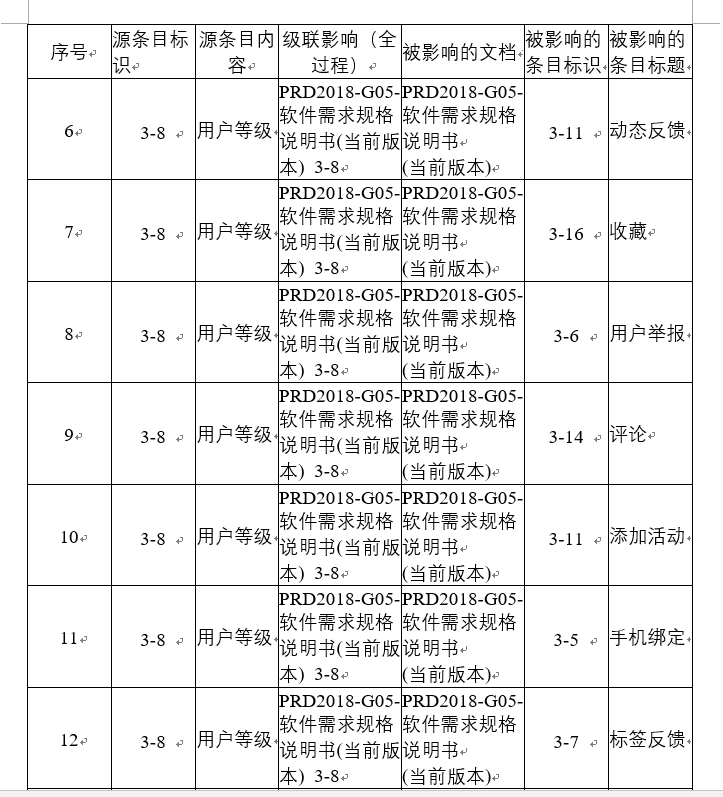 序号
源条目标
识
源条目内
容
级联影响（全
过程）
被影响的文档
被影响的
条目标识
被影响的
条目标题
6
3-8
用户等级
PRD2018-G05-
软件需求规格
说明书(当前版
本) 3-8
PRD2018-G05-
软件需求规格
说明书
(当前版本)
3-11
动态反馈
7
3-8
用户等级
PRD2018-G05-
软件需求规格
说明书(当前版
本) 3-8
PRD2018-G05-
软件需求规格
说明书
(当前版本)
3-16
收藏
8
3-8
用户等级
PRD2018-G05-
软件需求规格
说明书(当前版
本) 3-8
PRD2018-G05-
软件需求规格
说明书
(当前版本)
3-6
用户举报
9
3-8
用户等级
PRD2018-G05-
软件需求规格
说明书(当前版
本) 3-8
PRD2018-G05-
软件需求规格
说明书
(当前版本)
3-14
评论
10
3-8
用户等级
PRD2018-G05-
软件需求规格
说明书(当前版
本) 3-8
PRD2018-G05-
软件需求规格
说明书
(当前版本)
3-11
添加活动
11
3-8
用户等级
PRD2018-G05-
软件需求规格
说明书(当前版
本) 3-8
PRD2018-G05-
软件需求规格
说明书
(当前版本)
3-5
手机绑定
12
3-8
用户等级
PRD2018-G05-
软件需求规格
说明书(当前版
本) 3-8
PRD2018-G05-
软件需求规格
说明书
(当前版本)
3-7
标签反馈